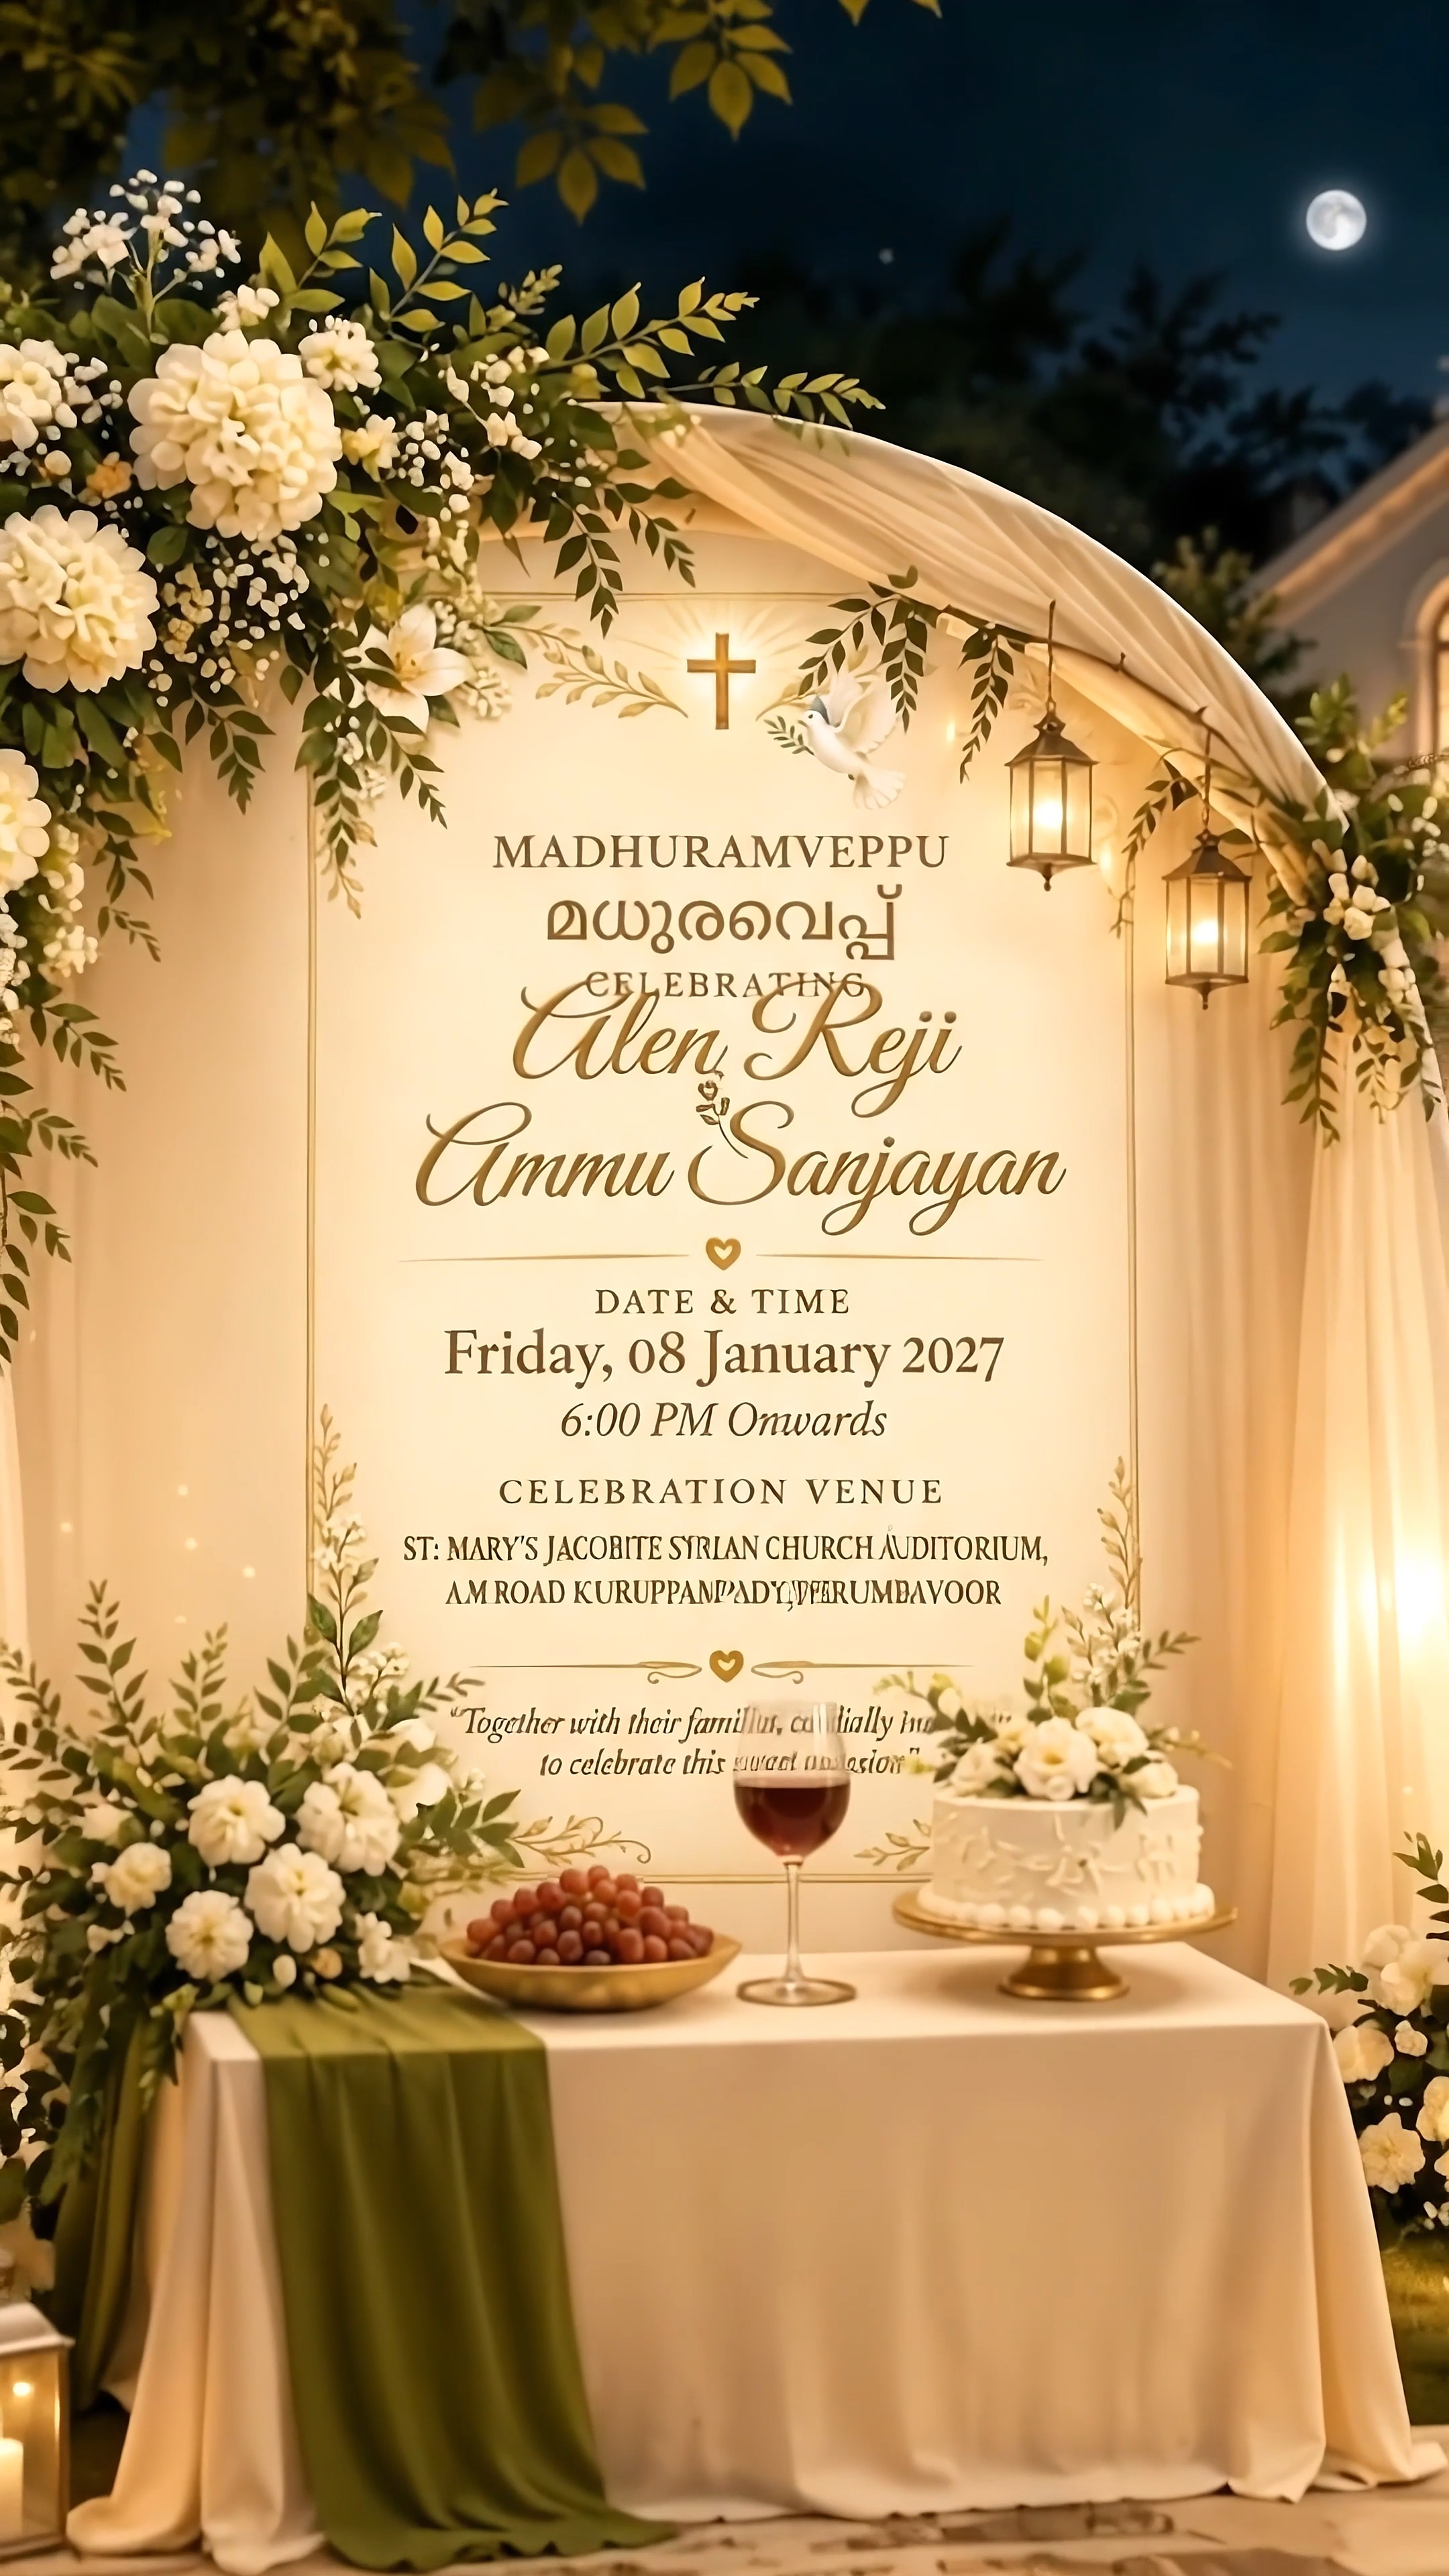 MADHURAMVEPPU
മധുരവെപ്പ്
CELEBRATING
Alen Reji
Ammu Sanjayan
DATE & TIME
Friday, 08 January 2027
6:00 PM Onwards
CELEBRATION VENUE
ST: MARY'S JACOBITE SYRIAN CHURCH AUDITORIUM,
AM ROAD
"Together with their
to celebrate this